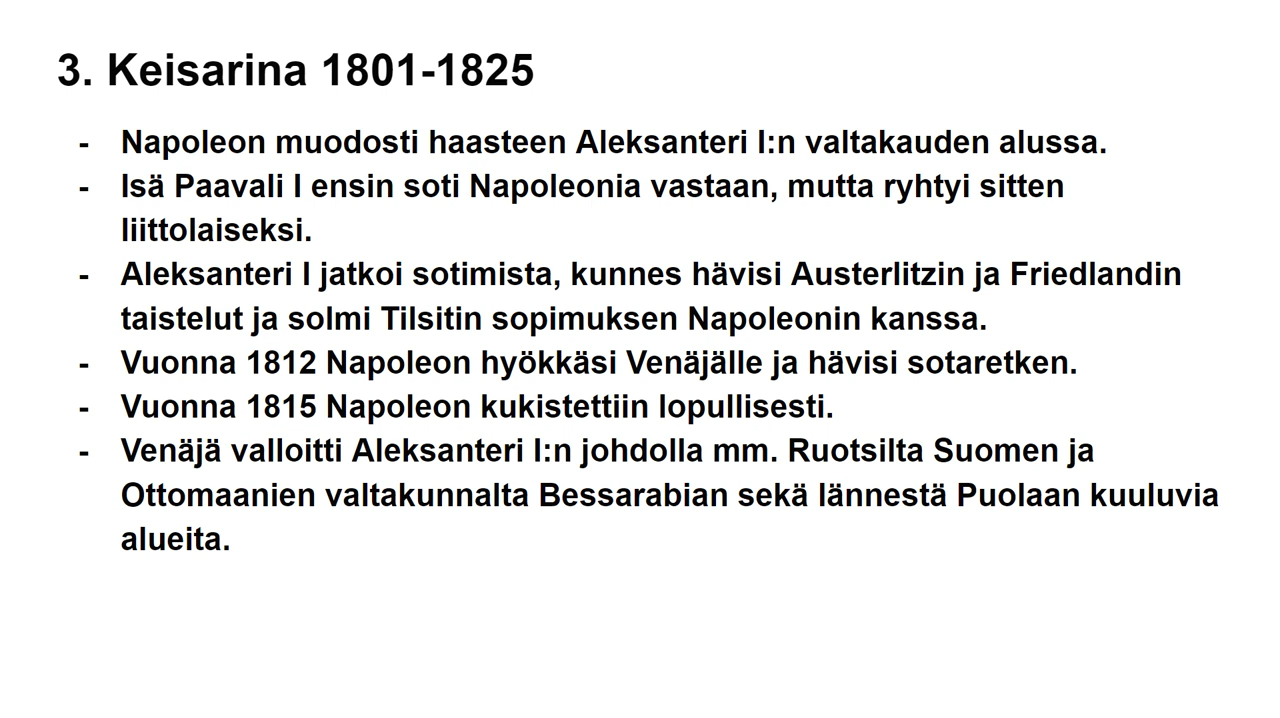 3. Keisarina 1801-1825
- Napoleon muodosti haasteen Aleksanteri I:n valtakauden alussa.
- Isä Paavali I ensin soti Napoleonia vastaan, mutta ryhtyi sitten
liittolaiseksi.
- Aleksanteri I jatkoi sotimista, kunnes hävisi Austerlitzin ja Friedlandin
taistelut ja solmi Tilsitin sopimuksen Napoleonin kanssa.
- Vuonna 1812 Napoleon hyökkäsi Venäjälle ja hävisi sotaretken.
- Vuonna 1815 Napoleon kukistettiin lopullisesti.
- Venäjä valloitti Aleksanteri I:n johdolla mm. Ruotsilta Suomen ja
Ottomaanien valtakunnalta Bessarabian sekä lännestä Puolaan kuuluvia
alueita.